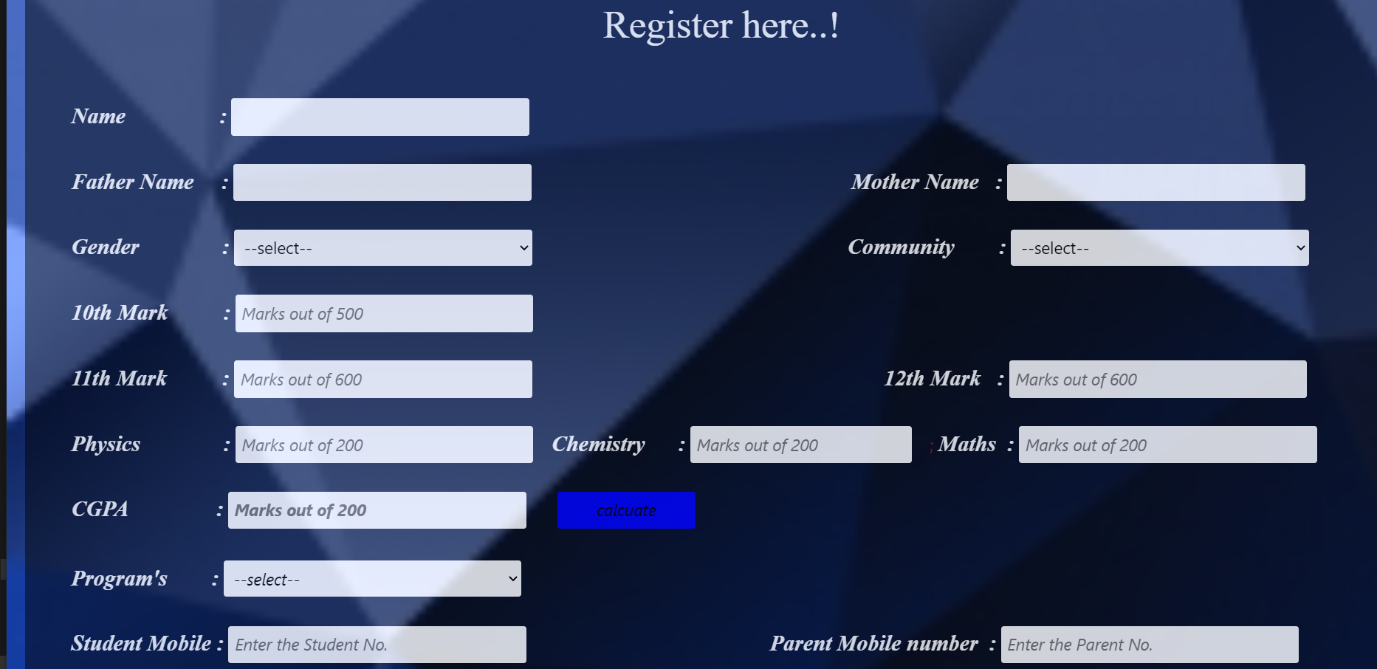 Register here..!
Name :
Father Name : Mother Name :
Gender : --select-- Community : --select--
10th Mark : Marks out of 500
11th Mark : Marks out of 600 12th Mark : Marks out of 600
Physics : Marks out of 200 Chemistry : Marks out of 200 ; Maths : Marks out of 200
CGPA : Marks out of 200 calcuate
Program's : --select--
Student Mobile : Enter the Student No. Parent Mobile number : Enter the Parent No.